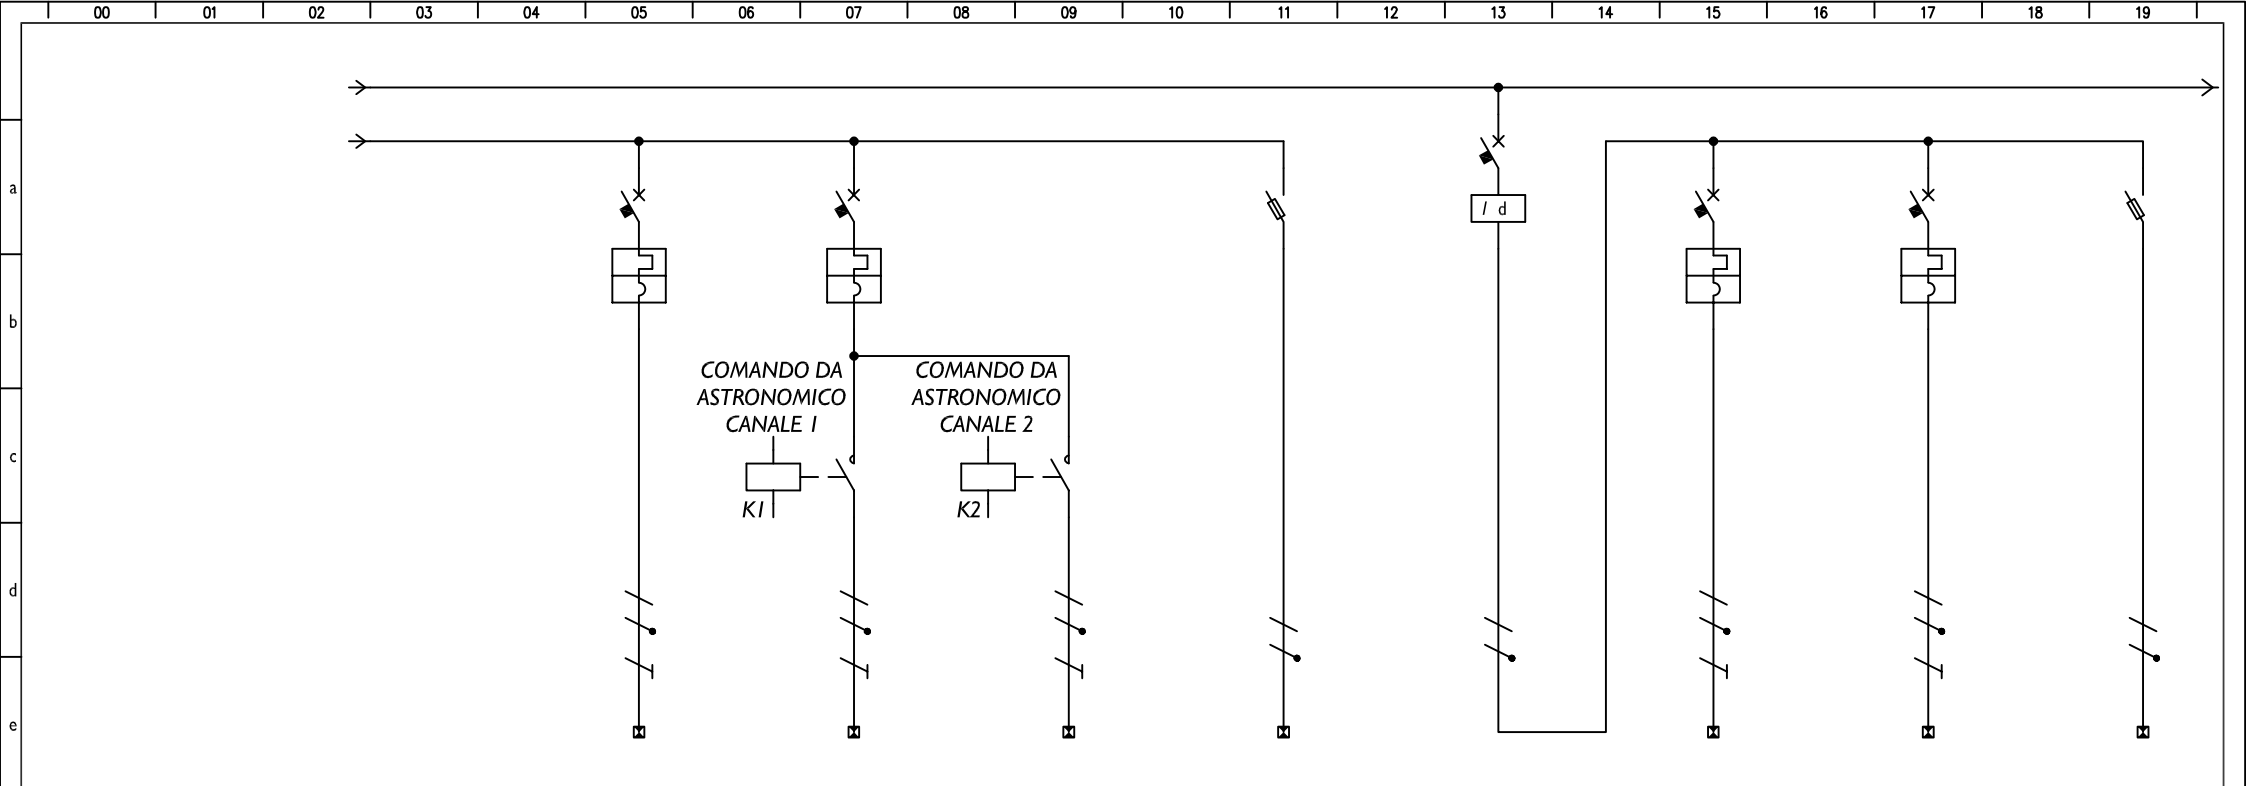 00 01 02 03 04 05 06 07 08 09 10 11 12 13 14 15 16 17 18 19
a
I d
b
COMANDO DA
ASTRONOMICO
CANALE 1
COMANDO DA
ASTRONOMICO
CANALE 2
c
K1
K2
d
e